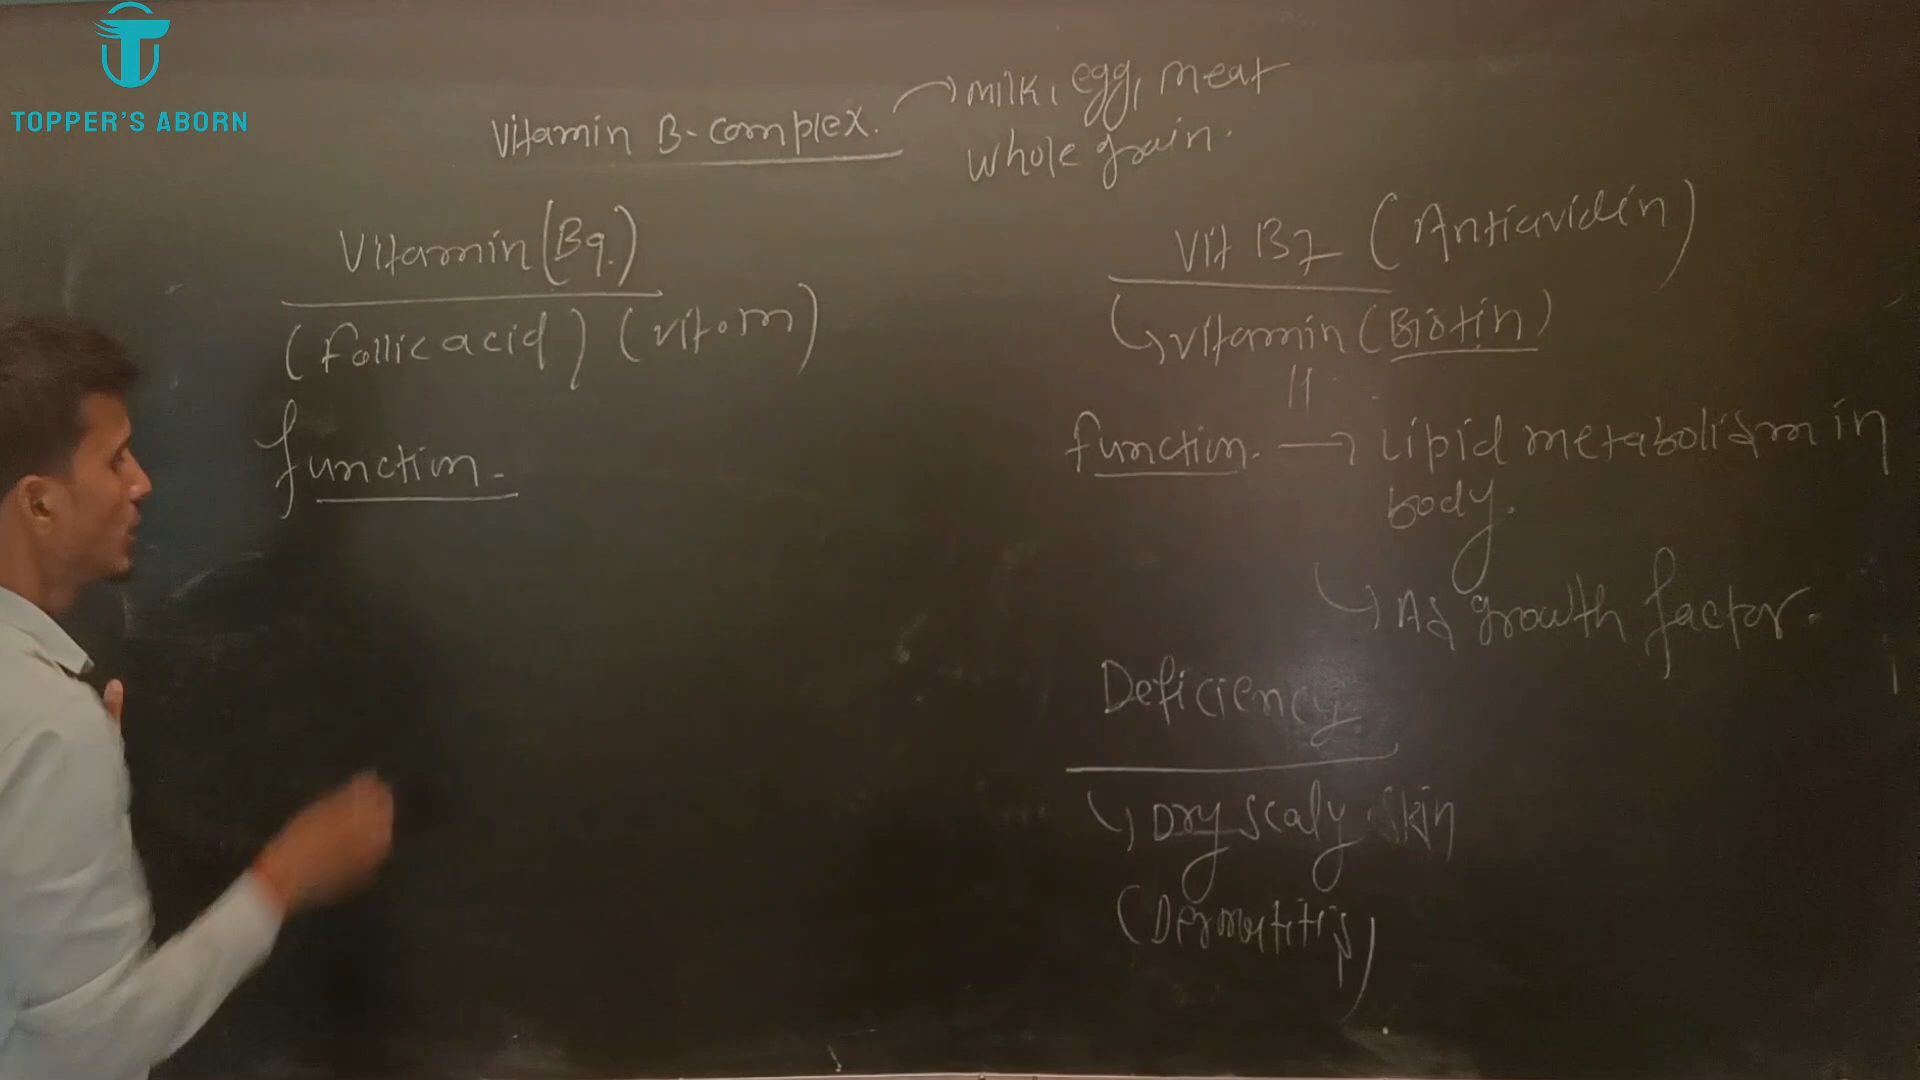 TOPPER'S ABORN
Vitamin B-complex. milk, egg, meat
whole grain.
Vitamin (B9.)
(follic acid) (vit. m)
function.
Vit B7 (Antiavidin)
vitamin (Biotin)
function. → Lipid metabolism in
body.
As growth factor.
Deficiency.
Dry scaly skin
(Dermatitis)